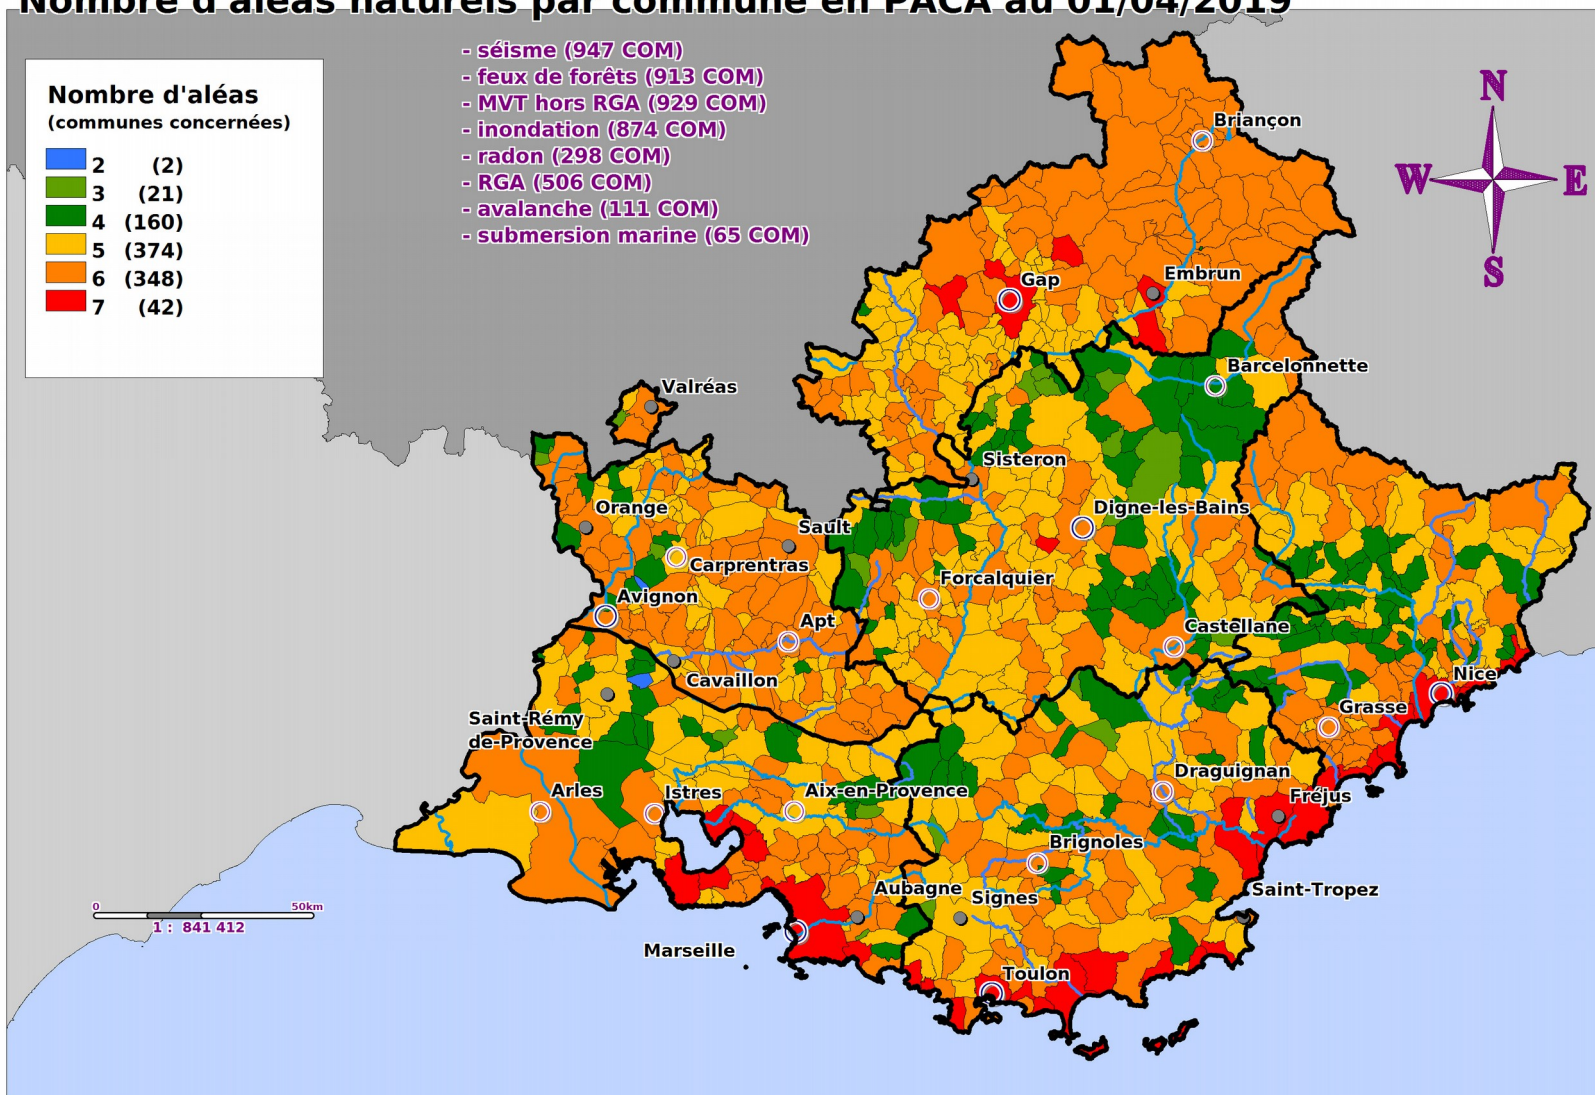 Nombre d'aléas naturels par commune en PACA au 01/04/2019
- séisme (947 COM)
- feux de forêts (913 COM)
- MVT hors RGA (929 COM)
- inondation (874 COM)
- radon (298 COM)
- RGA (506 COM)
- avalanche (111 COM)
- submersion marine (65 COM)
Nombre d'aléas
(communes concernées)
2 (2)
3 (21)
4 (160)
5 (374)
6 (348)
7 (42)
N
W
E
S
Briançon
Embrun
Gap
Barcelonnette
Valréas
Sisteron
Digne-les-Bains
Orange
Sault
Carprentras
Forcalquier
Avignon
Apt
Castellane
Cavaillon
Nice
Grasse
Saint-Rémy
de-Provence
Draguignan
Arles
Istres
Aix-en-Provence
Fréjus
Brignoles
Aubagne
Signes
Saint-Tropez
Marseille
Toulon
0 50km
1 : 841 412